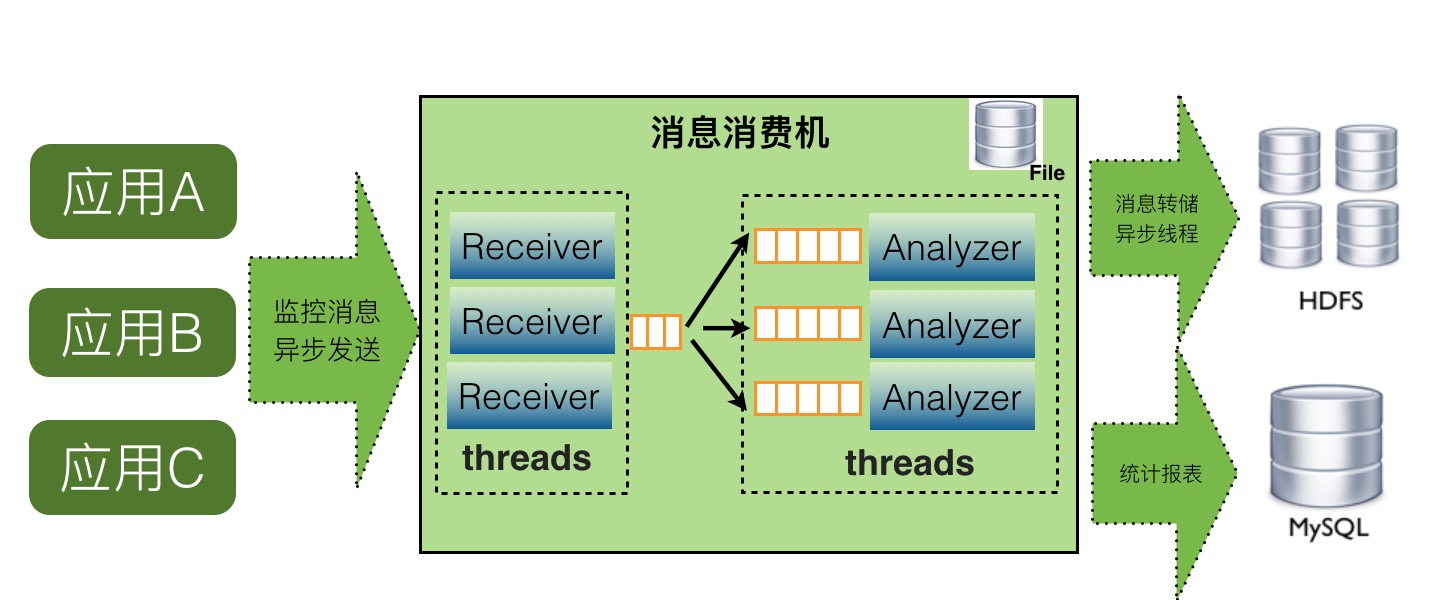 应用A
应用B
应用C
监控消息
异步发送
消息消费机
File
Receiver
Receiver
Receiver
threads
Analyzer
Analyzer
Analyzer
threads
消息转储
异步线程
HDFS
统计报表
MySQL